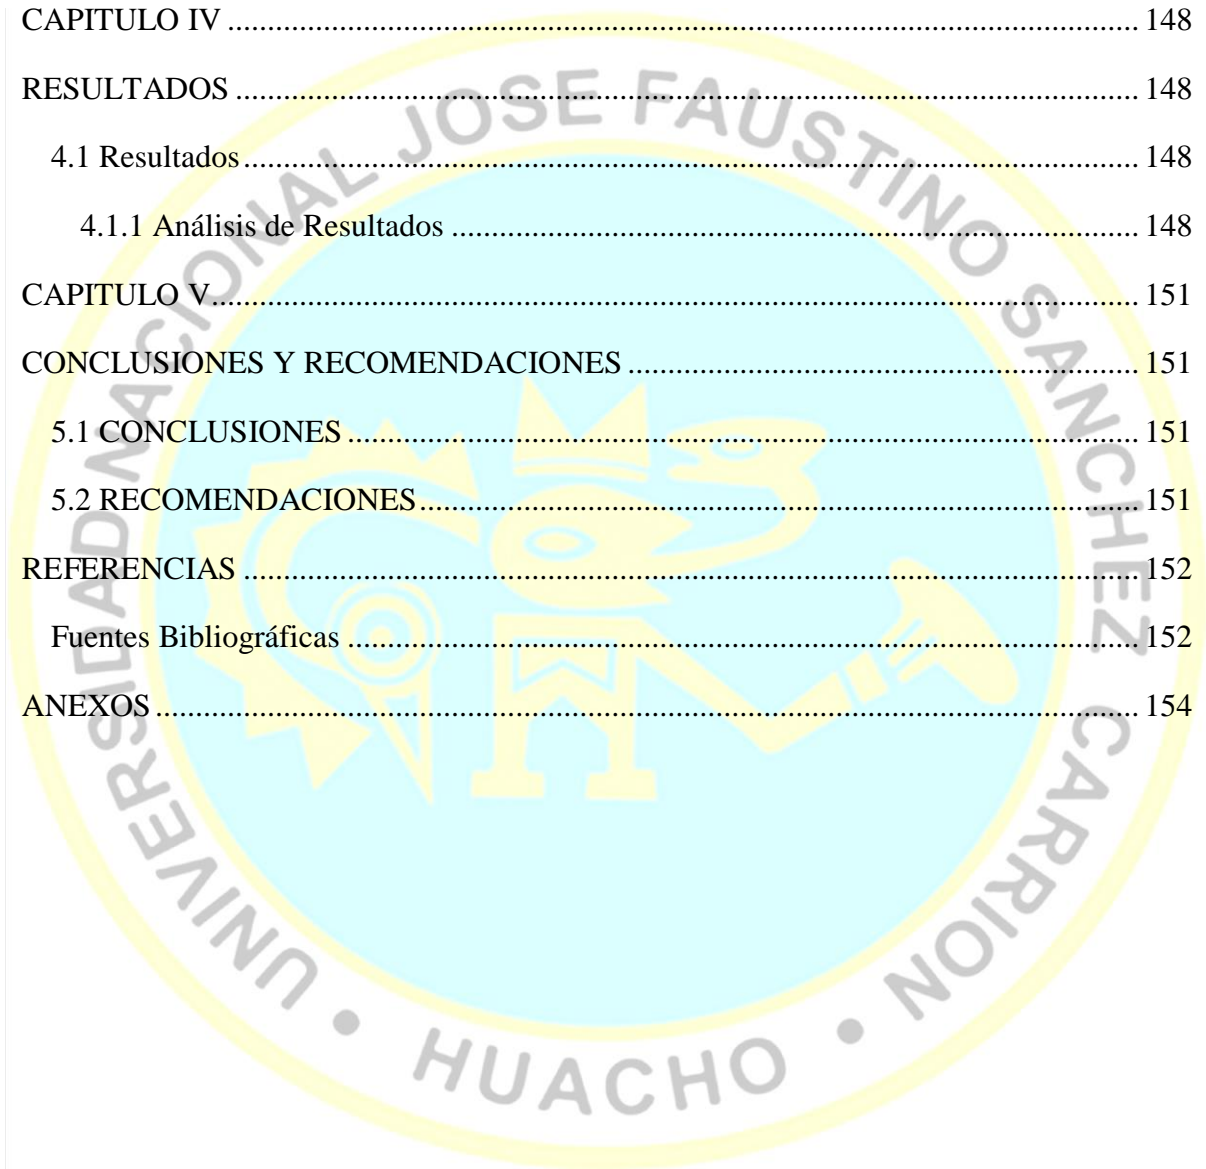 CAPITULO IV ........................................................................................................ 148
RESULTADOS ........................................................................................................ 148
4.1 Resultados ........................................................................................................ 148
4.1.1 Análisis de Resultados ........................................................................................ 148
CAPITULO V ........................................................................................................ 151
CONCLUSIONES Y RECOMENDACIONES ................................................................ 151
5.1 CONCLUSIONES ................................................................................................ 151
5.2 RECOMENDACIONES ........................................................................................ 151
REFERENCIAS ........................................................................................................ 152
Fuentes Bibliográficas ........................................................................................ 152
ANEXOS ........................................................................................................ 154
UNIVERSIDAD NACIONAL JOSE FAUSTINO SANCHEZ CARRION • HUACHO •